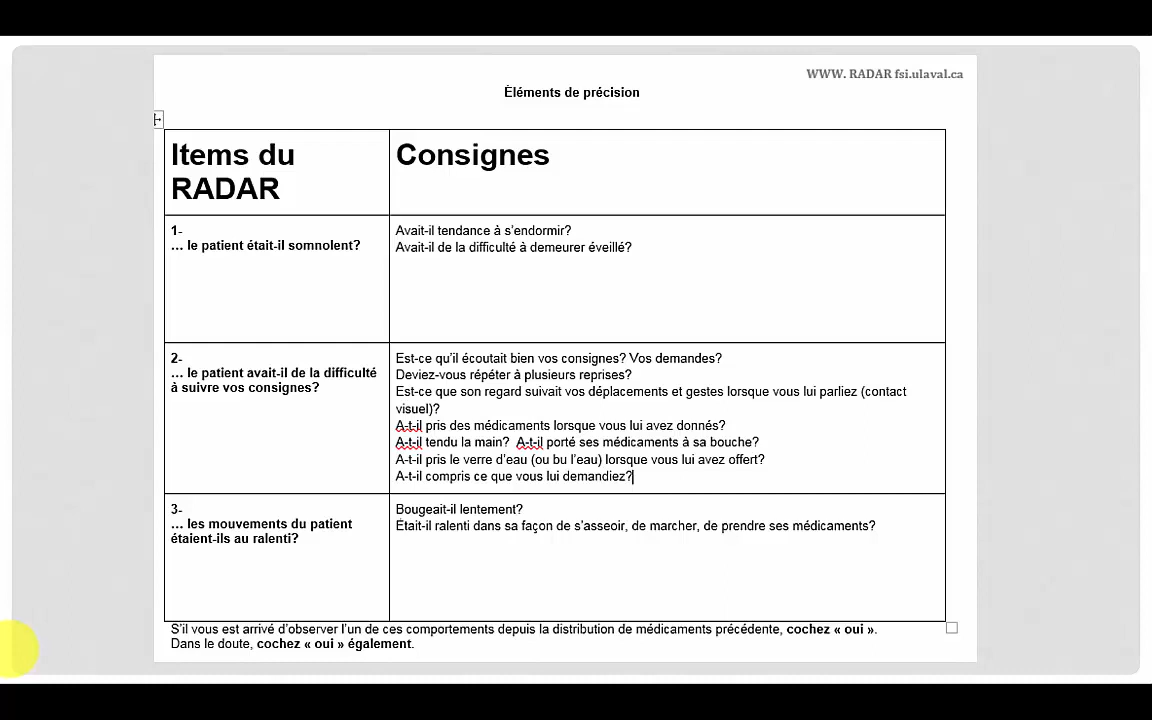 WWW. RADAR fsi.ulaval.ca
Éléments de précision
Items du
RADAR
Consignes
1-
... le patient était-il somnolent?
Avait-il tendance à s’endormir?
Avait-il de la difficulté à demeurer éveillé?
2-
... le patient avait-il de la difficulté
à suivre vos consignes?
Est-ce qu’il écoutait bien vos consignes? Vos demandes?
Deviez-vous répéter à plusieurs reprises?
Est-ce que son regard suivait vos déplacements et gestes lorsque vous lui parliez (contact
visuel)?
A-t-il pris des médicaments lorsque vous lui avez donnés?
A-t-il tendu la main?  A-t-il porté ses médicaments à sa bouche?
A-t-il pris le verre d’eau (ou bu l’eau) lorsque vous lui avez offert?
A-t-il compris ce que vous lui demandiez?
3-
... les mouvements du patient
étaient-ils au ralenti?
Bougeait-il lentement?
Était-il ralenti dans sa façon de s’asseoir, de marcher, de prendre ses médicaments?
S’il vous est arrivé d’observer l’un de ces comportements depuis la distribution de médicaments précédente, cochez « oui ».
Dans le doute, cochez « oui » également.